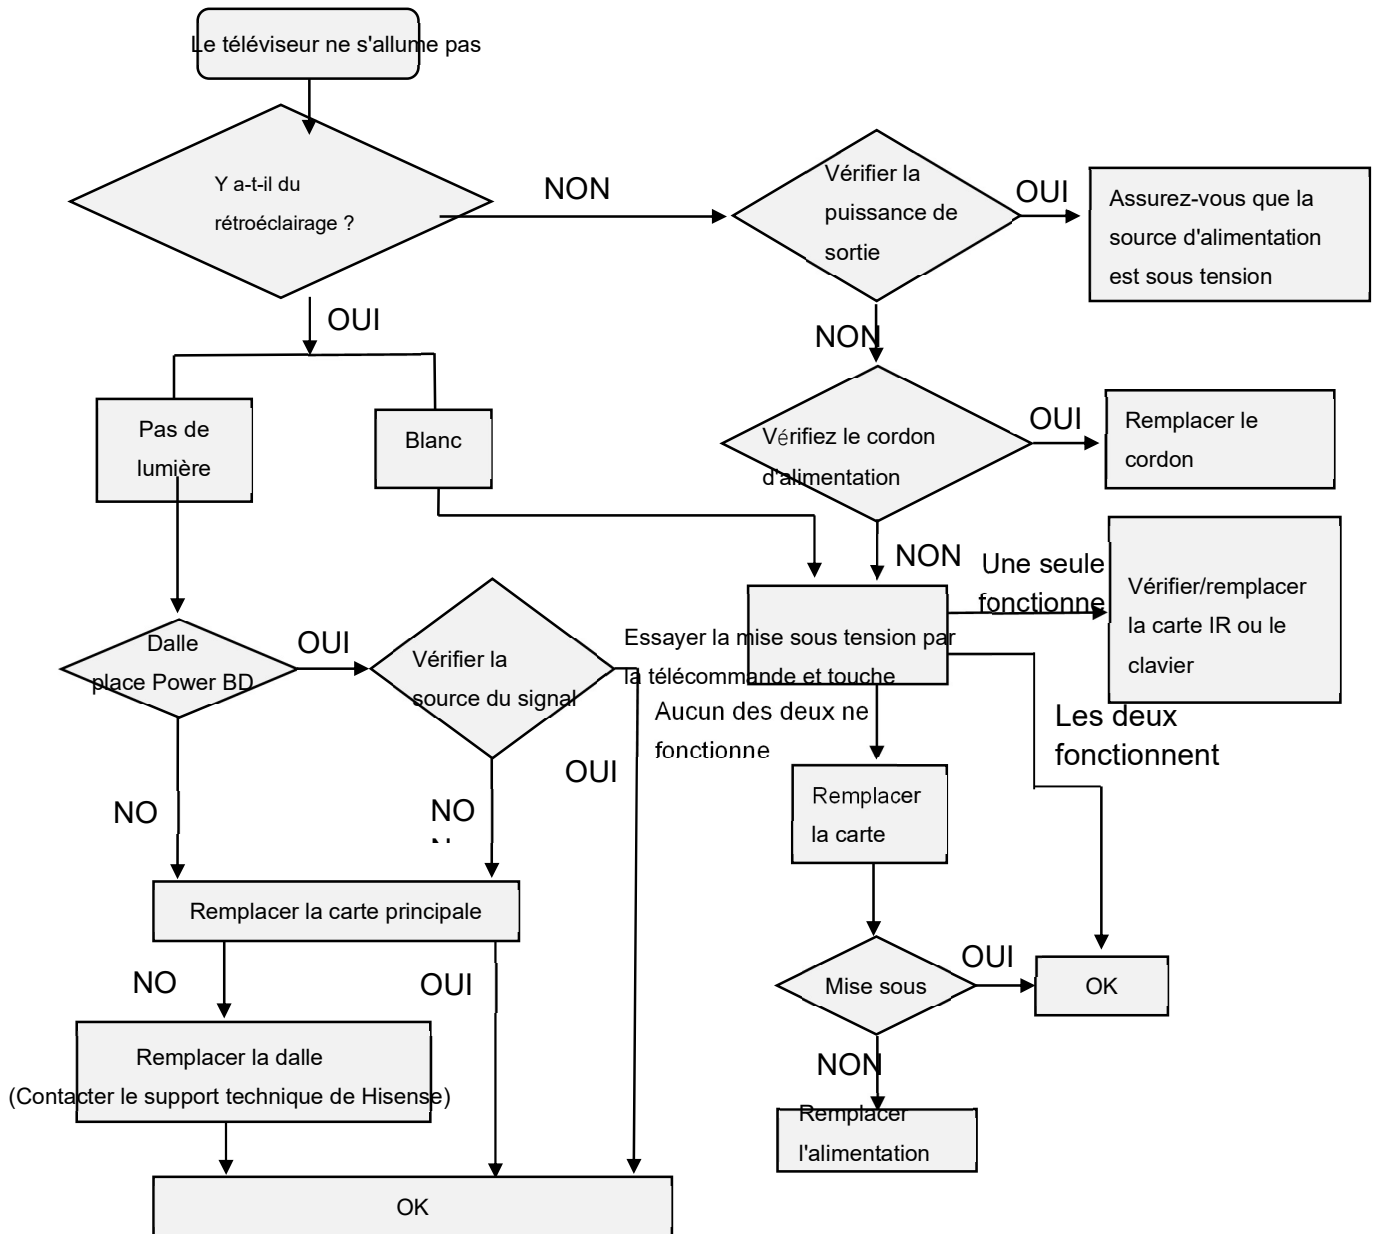 Le téléviseur ne s'allume pas
Y a-t-il du
rétroéclairage ?
NON
Vérifier la
puissance de
sortie
OUI
Assurez-vous que la
source d'alimentation
est sous tension
OUI
NON
Pas de
lumière
Blanc
Vérifiez le cordon
d'alimentation
OUI
Remplacer le
cordon
NON
Une seule
fonctionne
Vérifier/remplacer
la carte IR ou le
clavier
Essayer la mise sous tension par
la télécommande et touche
Dalle
place Power BD
OUI
Vérifier la
source du signal
OUI
Aucun des deux ne
fonctionne
Les deux
fonctionnent
NO
NO
N
Remplacer
la carte
Remplacer la carte principale
NO
OUI
Mise sous
OUI
OK
Remplacer la dalle
(Contacter le support technique de Hisense)
NON
Remplacer
l'alimentation
OK